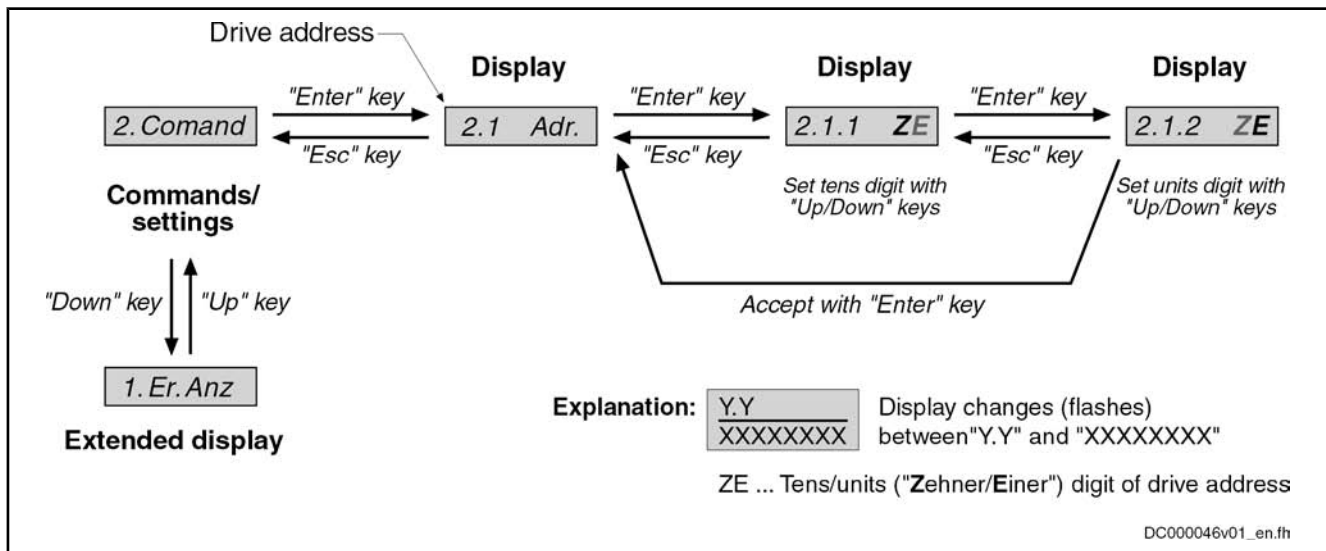 Drive address
Display
Display
Display
"Enter" key
"Enter" key
"Enter" key
2. Comand
2.1 Adr.
2.1.1 ZE
2.1.2 ZE
"Esc" key
"Esc" key
"Esc" key
Commands/
settings
Set tens digit with
"Up/Down" keys
Set units digit with
"Up/Down" keys
"Down" key
"Up" key
Accept with "Enter" key
1. Er. Anz
Extended display
Explanation:
Y.Y
XXXXXXXX
Display changes (flashes)
between"Y.Y" and "XXXXXXXX"
ZE ... Tens/units ("Zehner/Einer") digit of drive address
DC000046v01_en.fh